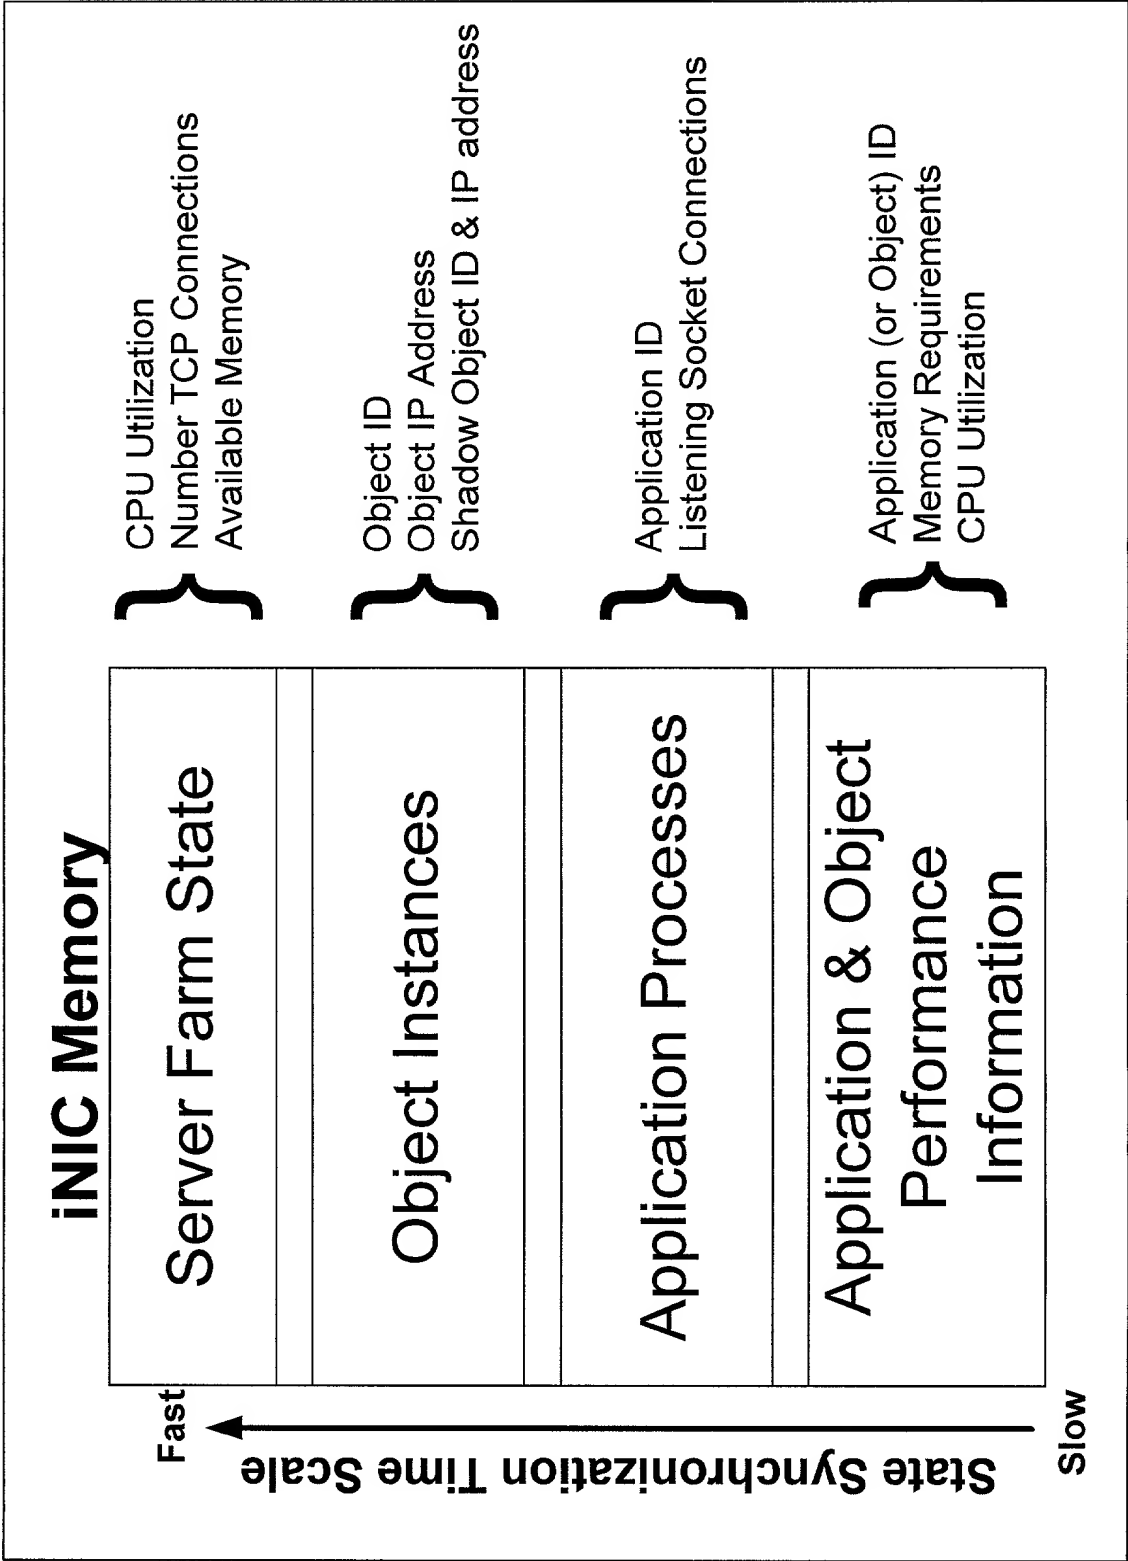 iNIC Memory
Fast
State Synchronization Time Scale
Slow
Server Farm State
CPU Utilization
Number TCP Connections
Available Memory
Object Instances
Object ID
Object IP Address
Shadow Object ID & IP address
Application Processes
Application ID
Listening Socket Connections
Application & Object
Performance
Information
Application (or Object) ID
Memory Requirements
CPU Utilization